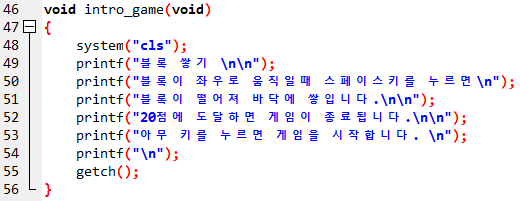 46 void intro_game(void)
47 {
48 system("cls");
49 printf("블록 쌓기 \n\n");
50 printf("블록이 좌우로 움직일때 스페이스키를 누르면\n");
51 printf("블록이 떨어져 바닥에 쌓입니다.\n\n");
52 printf("20점에 도달하면 게임이 종료됩니다.\n\n");
53 printf("아무 키를 누르면 게임을 시작합니다. \n");
54 printf("\n");
55 getch();
56 }